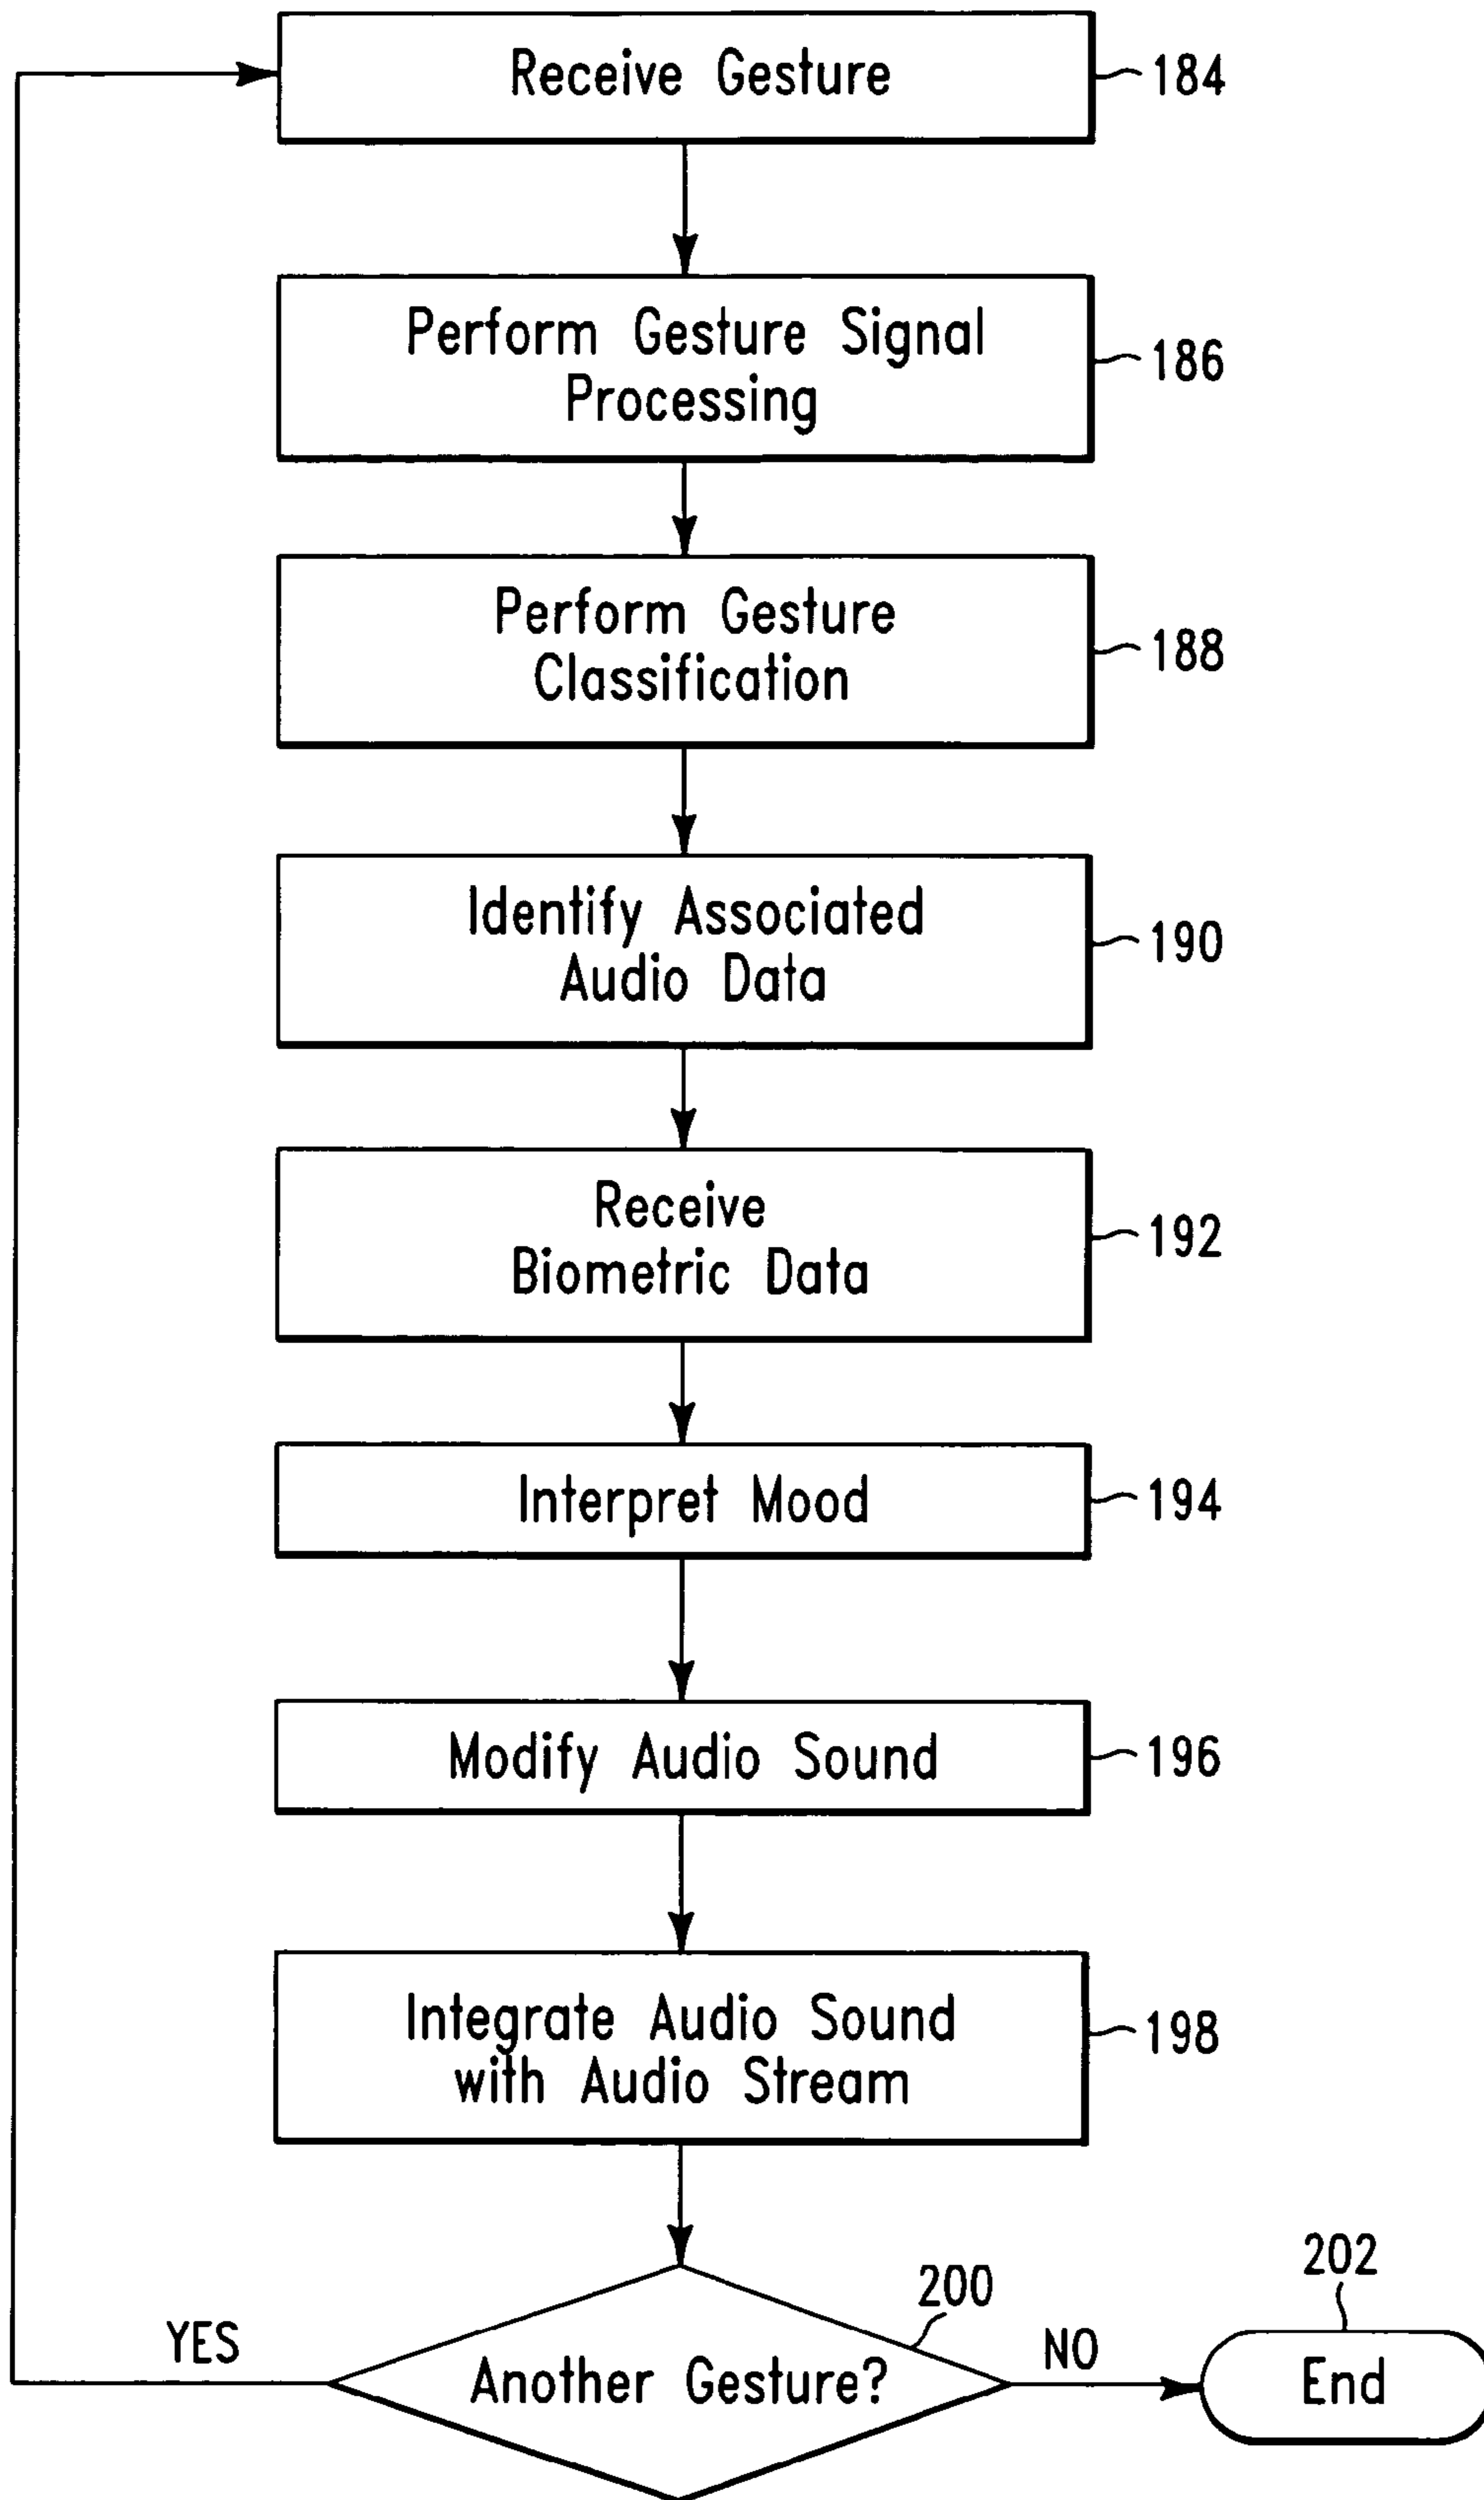 Receive Gesture
184
Perform Gesture Signal
Processing
186
Perform Gesture
Classification
188
Identify Associated
Audio Data
190
Receive
Biometric Data
192
Interpret Mood
194
Modify Audio Sound
196
Integrate Audio Sound
with Audio Stream
198
200
202
YES
Another Gesture?
NO
End